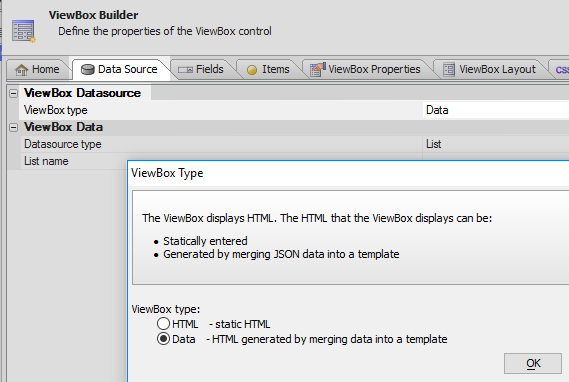 ViewBox Builder
Define the properties of the ViewBox control
Home Data Source Fields Items ViewBox Properties ViewBox Layout css
ViewBox Datasource
ViewBox type Data
ViewBox Data
Datasource type List
List name
ViewBox Type
The ViewBox displays HTML. The HTML that the ViewBox displays can be:
• Statically entered
• Generated by merging JSON data into a template
ViewBox type:
HTML - static HTML
Data - HTML generated by merging data into a template
OK